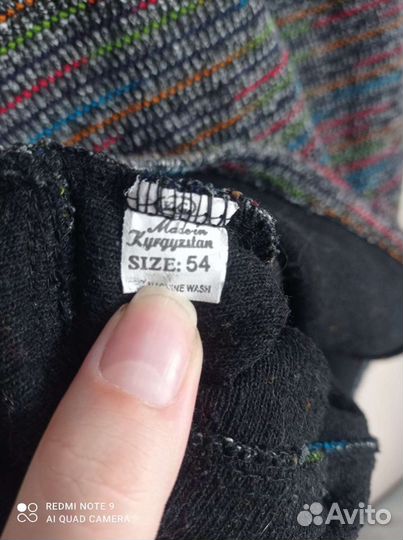 Made in
Kyrgyzstan
SIZE: 54
MACHINE WASH
REDMI NOTE 9
AI QUAD CAMERA
Avito